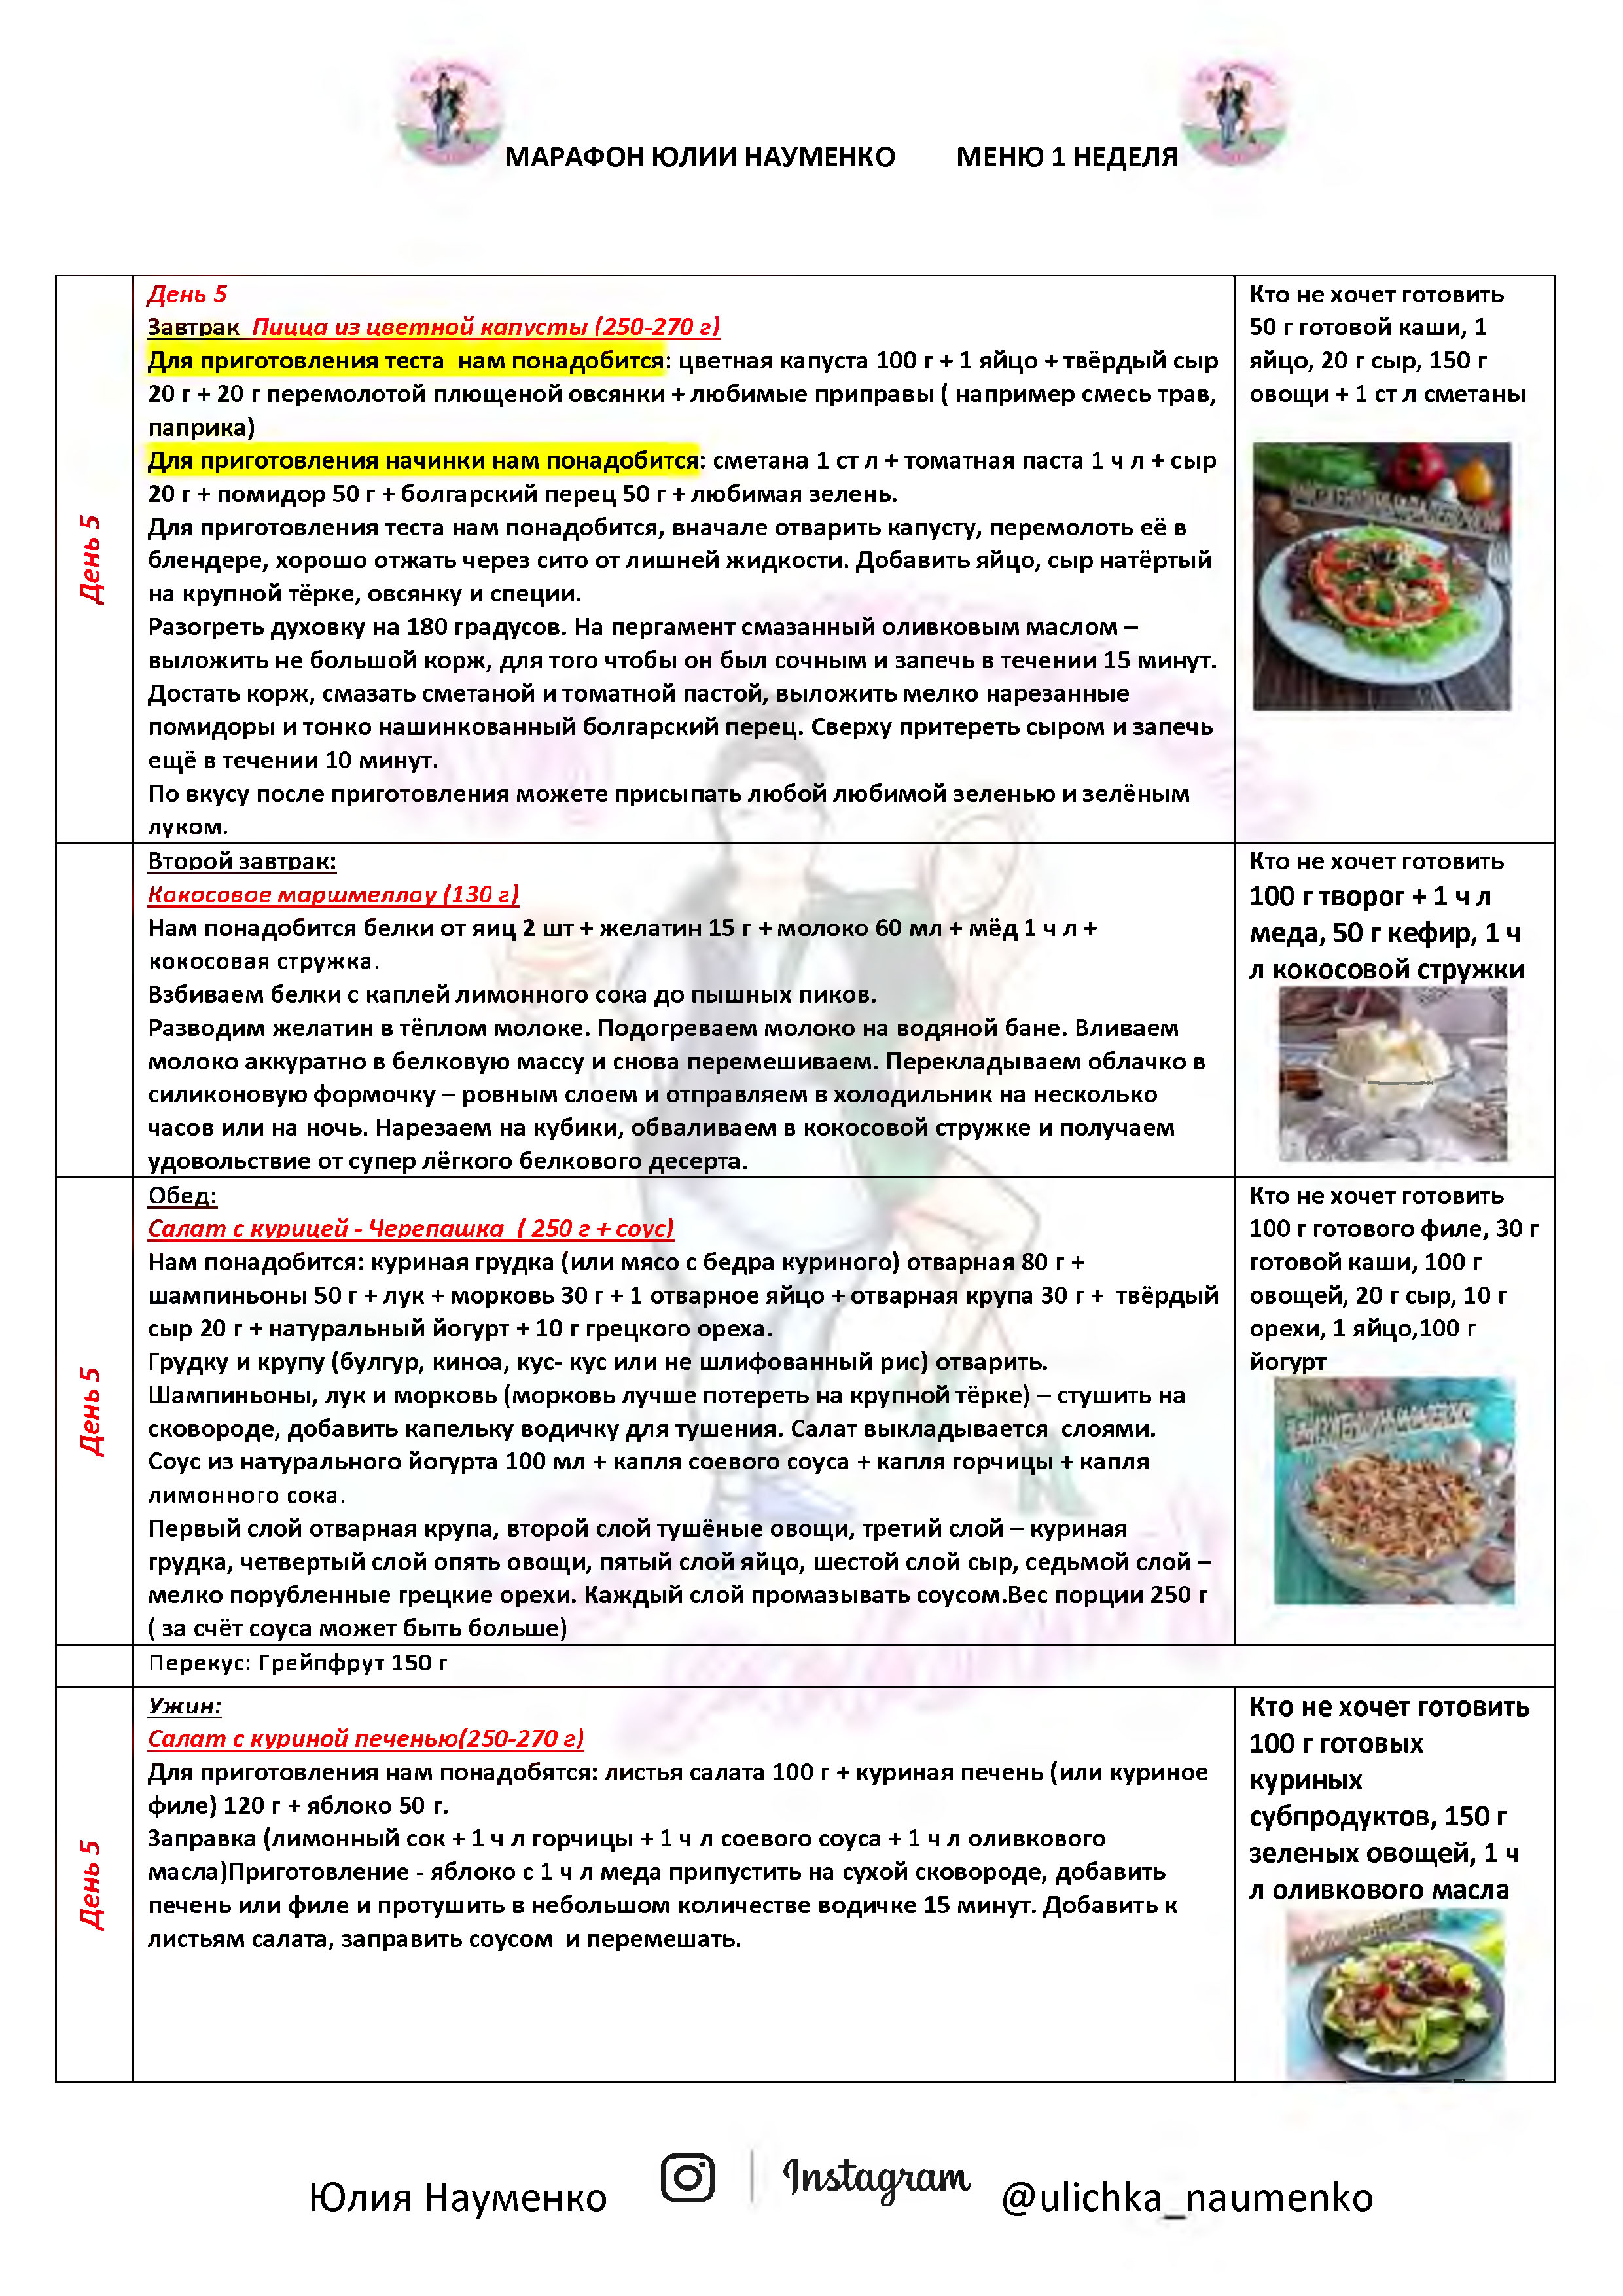 МАРАФОН ЮЛИИ НАУМЕНКО МЕНЮ 1 НЕДЕЛЯ
День 5
День 5
Завтрак Пицца из цветной капусты (250-270 г)
Для приготовления теста нам понадобится: цветная капуста 100 г + 1 яйцо + твёрдый сыр
20 г + 20 г перемолотой плющеной овсянки + любимые приправы ( например смесь трав,
паприка)
Для приготовления начинки нам понадобится: сметана 1 ст л + томатная паста 1 ч л + сыр
20 г + помидор 50 г + болгарский перец 50 г + любимая зелень.
Для приготовления теста нам понадобится, вначале отварить капусту, перемолоть её в
блендере, хорошо отжать через сито от лишней жидкости. Добавить яйцо, сыр натёртый
на крупной тёрке, овсянку и специи.
Разогреть духовку на 180 градусов. На пергамент смазанный оливковым маслом –
выложить не большой корж, для того чтобы он был сочным и запечь в течении 15 минут.
Достать корж, смазать сметаной и томатной пастой, выложить мелко нарезанные
помидоры и тонко нашинкованный болгарский перец. Сверху притереть сыром и запечь
ещё в течении 10 минут.
По вкусу после приготовления можете присыпать любой любимой зеленью и зелёным
луком.
Кто не хочет готовить
50 г готовой каши, 1
яйцо, 20 г сыр, 150 г
овощи + 1 ст л сметаны
Второй завтрак:
Кокосовое маршмеллоу (130 г)
Нам понадобится белки от яиц 2 шт + желатин 15 г + молоко 60 мл + мёд 1 ч л +
кокосовая стружка.
Взбиваем белки с каплей лимонного сока до пышных пиков.
Разводим желатин в тёплом молоке. Подогреваем молоко на водяной бане. Вливаем
молоко аккуратно в белковую массу и снова перемешиваем. Перекладываем облачко в
силиконовую формочку – ровным слоем и отправляем в холодильник на несколько
часов или на ночь. Нарезаем на кубики, обваливаем в кокосовой стружке и получаем
удовольствие от супер лёгкого белкового десерта.
Кто не хочет готовить
100 г творог + 1 ч л
меда, 50 г кефир, 1 ч
л кокосовой стружки
День 5
Обед:
Салат с курицей - Черепашка ( 250 г + соус)
Нам понадобится: куриная грудка (или мясо с бедра куриного) отварная 80 г +
шампиньоны 50 г + лук + морковь 30 г + 1 отварное яйцо + отварная крупа 30 г + твёрдый
сыр 20 г + натуральный йогурт + 10 г грецкого ореха.
Грудку и крупу (булгур, киноа, кус- кус или не шлифованный рис) отварить.
Шампиньоны, лук и морковь (морковь лучше потереть на крупной тёрке) – стушить на
сковороде, добавить капельку водичку для тушения. Салат выкладывается слоями.
Соус из натурального йогурта 100 мл + капля соевого соуса + капля горчицы + капля
лимонного сока.
Первый слой отварная крупа, второй слой тушёные овощи, третий слой – куриная
грудка, четвертый слой опять овощи, пятый слой яйцо, шестой слой сыр, седьмой слой –
мелко порубленные грецкие орехи. Каждый слой промазывать соусом.Вес порции 250 г
( за счёт соуса может быть больше)
Кто не хочет готовить
100 г готового филе, 30 г
готовой каши, 100 г
овощей, 20 г сыр, 10 г
орехи, 1 яйцо,100 г
йогурт
Перекус: Грейпфрут 150 г
День 5
Ужин:
Салат с куриной печенью(250-270 г)
Для приготовления нам понадобятся: листья салата 100 г + куриная печень (или куриное
филе) 120 г + яблоко 50 г.
Заправка (лимонный сок + 1 ч л горчицы + 1 ч л соевого соуса + 1 ч л оливкового
масла)Приготовление - яблоко с 1 ч л меда припустить на сухой сковороде, добавить
печень или филе и протушить в небольшом количестве водичке 15 минут. Добавить к
листьям салата, заправить соусом и перемешать.
Кто не хочет готовить
100 г готовых
куриных
субпродуктов, 150 г
зеленых овощей, 1 ч
л оливкового масла
Юлия Науменко Instagram @ulichka_naumenko